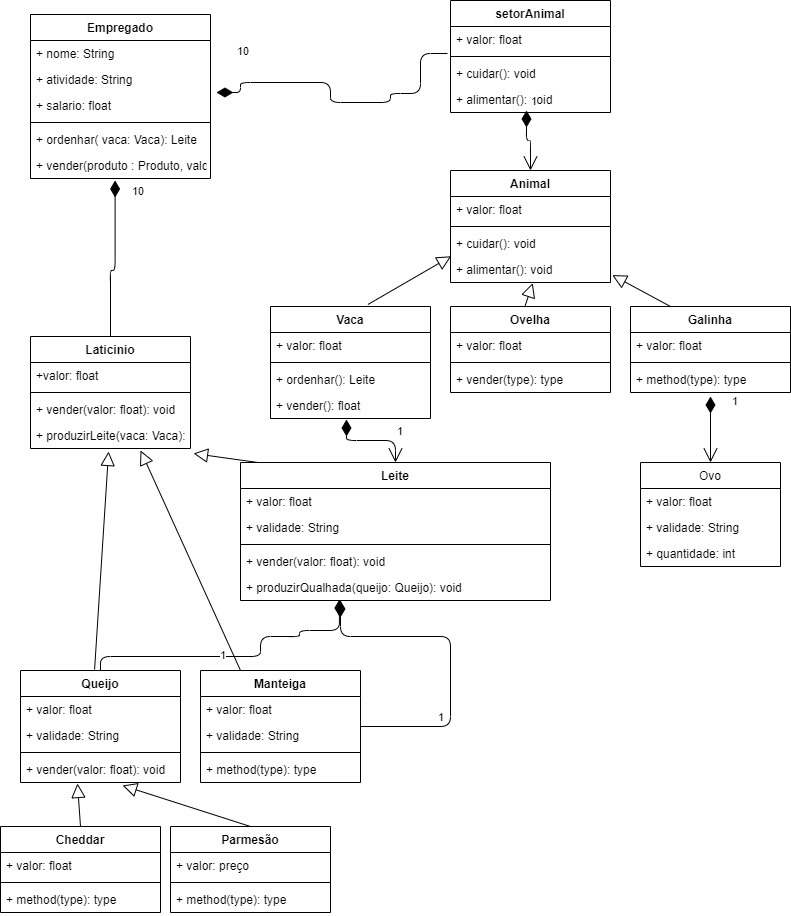 Empregado
+ nome: String
+ atividade: String
+ salario: float
+ ordenhar( vaca: Vaca): Leite
+ vender(produto : Produto, valo
10
10
setorAnimal
+ valor: float
+ cuidar(): void
+ alimentar(): void
1
Animal
+ valor: float
+ cuidar(): void
+ alimentar(): void
Laticinio
+valor: float
+ vender(valor: float): void
+ produzirLeite(vaca: Vaca):
Vaca
+ valor: float
+ ordenhar(): Leite
+ vender(): float
1
Ovelha
+ valor: float
+ vender(type): type
Galinha
+ valor: float
+ method(type): type
1
Leite
+ valor: float
+ validade: String
+ vender(valor: float): void
+ produzirQualhada(queijo: Queijo): void
Ovo
+ valor: float
+ validade: String
+ quantidade: int
1
1
Queijo
+ valor: float
+ validade: String
+ vender(valor: float): void
Manteiga
+ valor: float
+ validade: String
+ method(type): type
Cheddar
+ valor: float
+ method(type): type
Parmesão
+ valor: preço
+ method(type): type